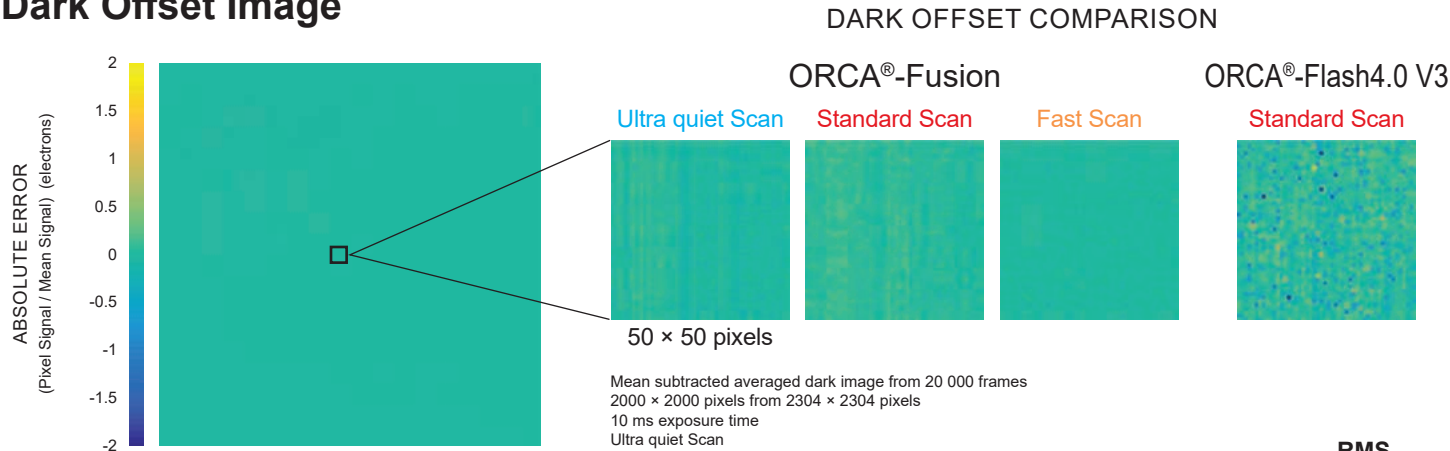 Dark Offset Image
DARK OFFSET COMPARISON
ORCA®-Fusion
ORCA®-Flash4.0 V3
Ultra quiet Scan
Standard Scan
Fast Scan
Standard Scan
ABSOLUTE ERROR
(Pixel Signal / Mean Signal) (electrons)
2
1.5
1
0.5
0
-0.5
-1
-1.5
-2
50 × 50 pixels
Mean subtracted averaged dark image from 20 000 frames
2000 × 2000 pixels from 2304 × 2304 pixels
10 ms exposure time
Ultra quiet Scan
RMS